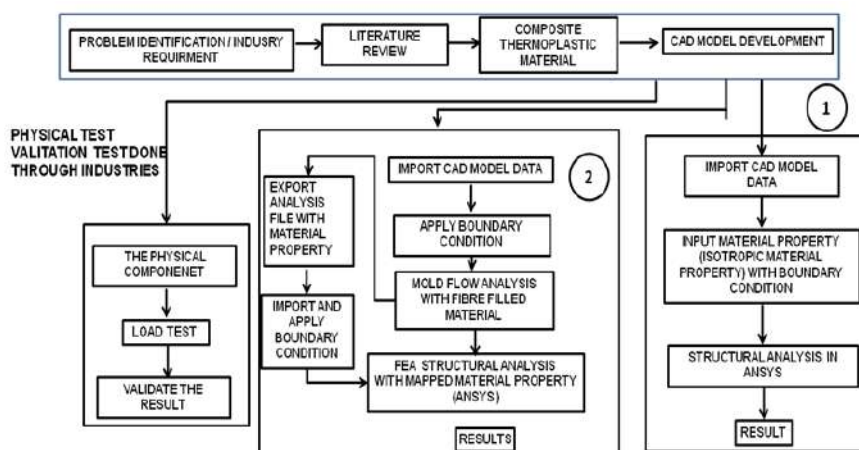 PROBLEM IDENTIFICATION / INDUSRY
REQUIRMENT
LITERATURE
REVIEW
COMPOSITE
THERMOPLASTIC
MATERIAL
CAD MODEL DEVELOPMENT
1
PHYSICAL TEST
VALITATION TEST DONE
THROUGH INDUSTRIES
THE PHYSICAL
COMPONENET
LOAD TEST
VALIDATE THE
RESULT
2
EXPORT
ANALYSIS
FILE WITH
MATERIAL
PROPERTY
IMPORT AND
APPLY
BOUNDARY
CONDITION
IMPORT CAD MODEL DATA
APPLY BOUNDARY
CONDITION
MOLD FLOW ANALYSIS
WITH FIBRE FILLED
MATERIAL
FEA STRUCTURAL ANALYSIS
WITH MAPPED MATERIAL PROPERTY
(ANSYS)
RESULTS
IMPORT CAD MODEL
DATA
INPUT MATERIAL PROPERTY
(ISOTROPIC MATERIAL
PROPERTY) WITH BOUNDARY
CONDITION
STRUCTURAL ANALYSIS IN
ANSYS
RESULT